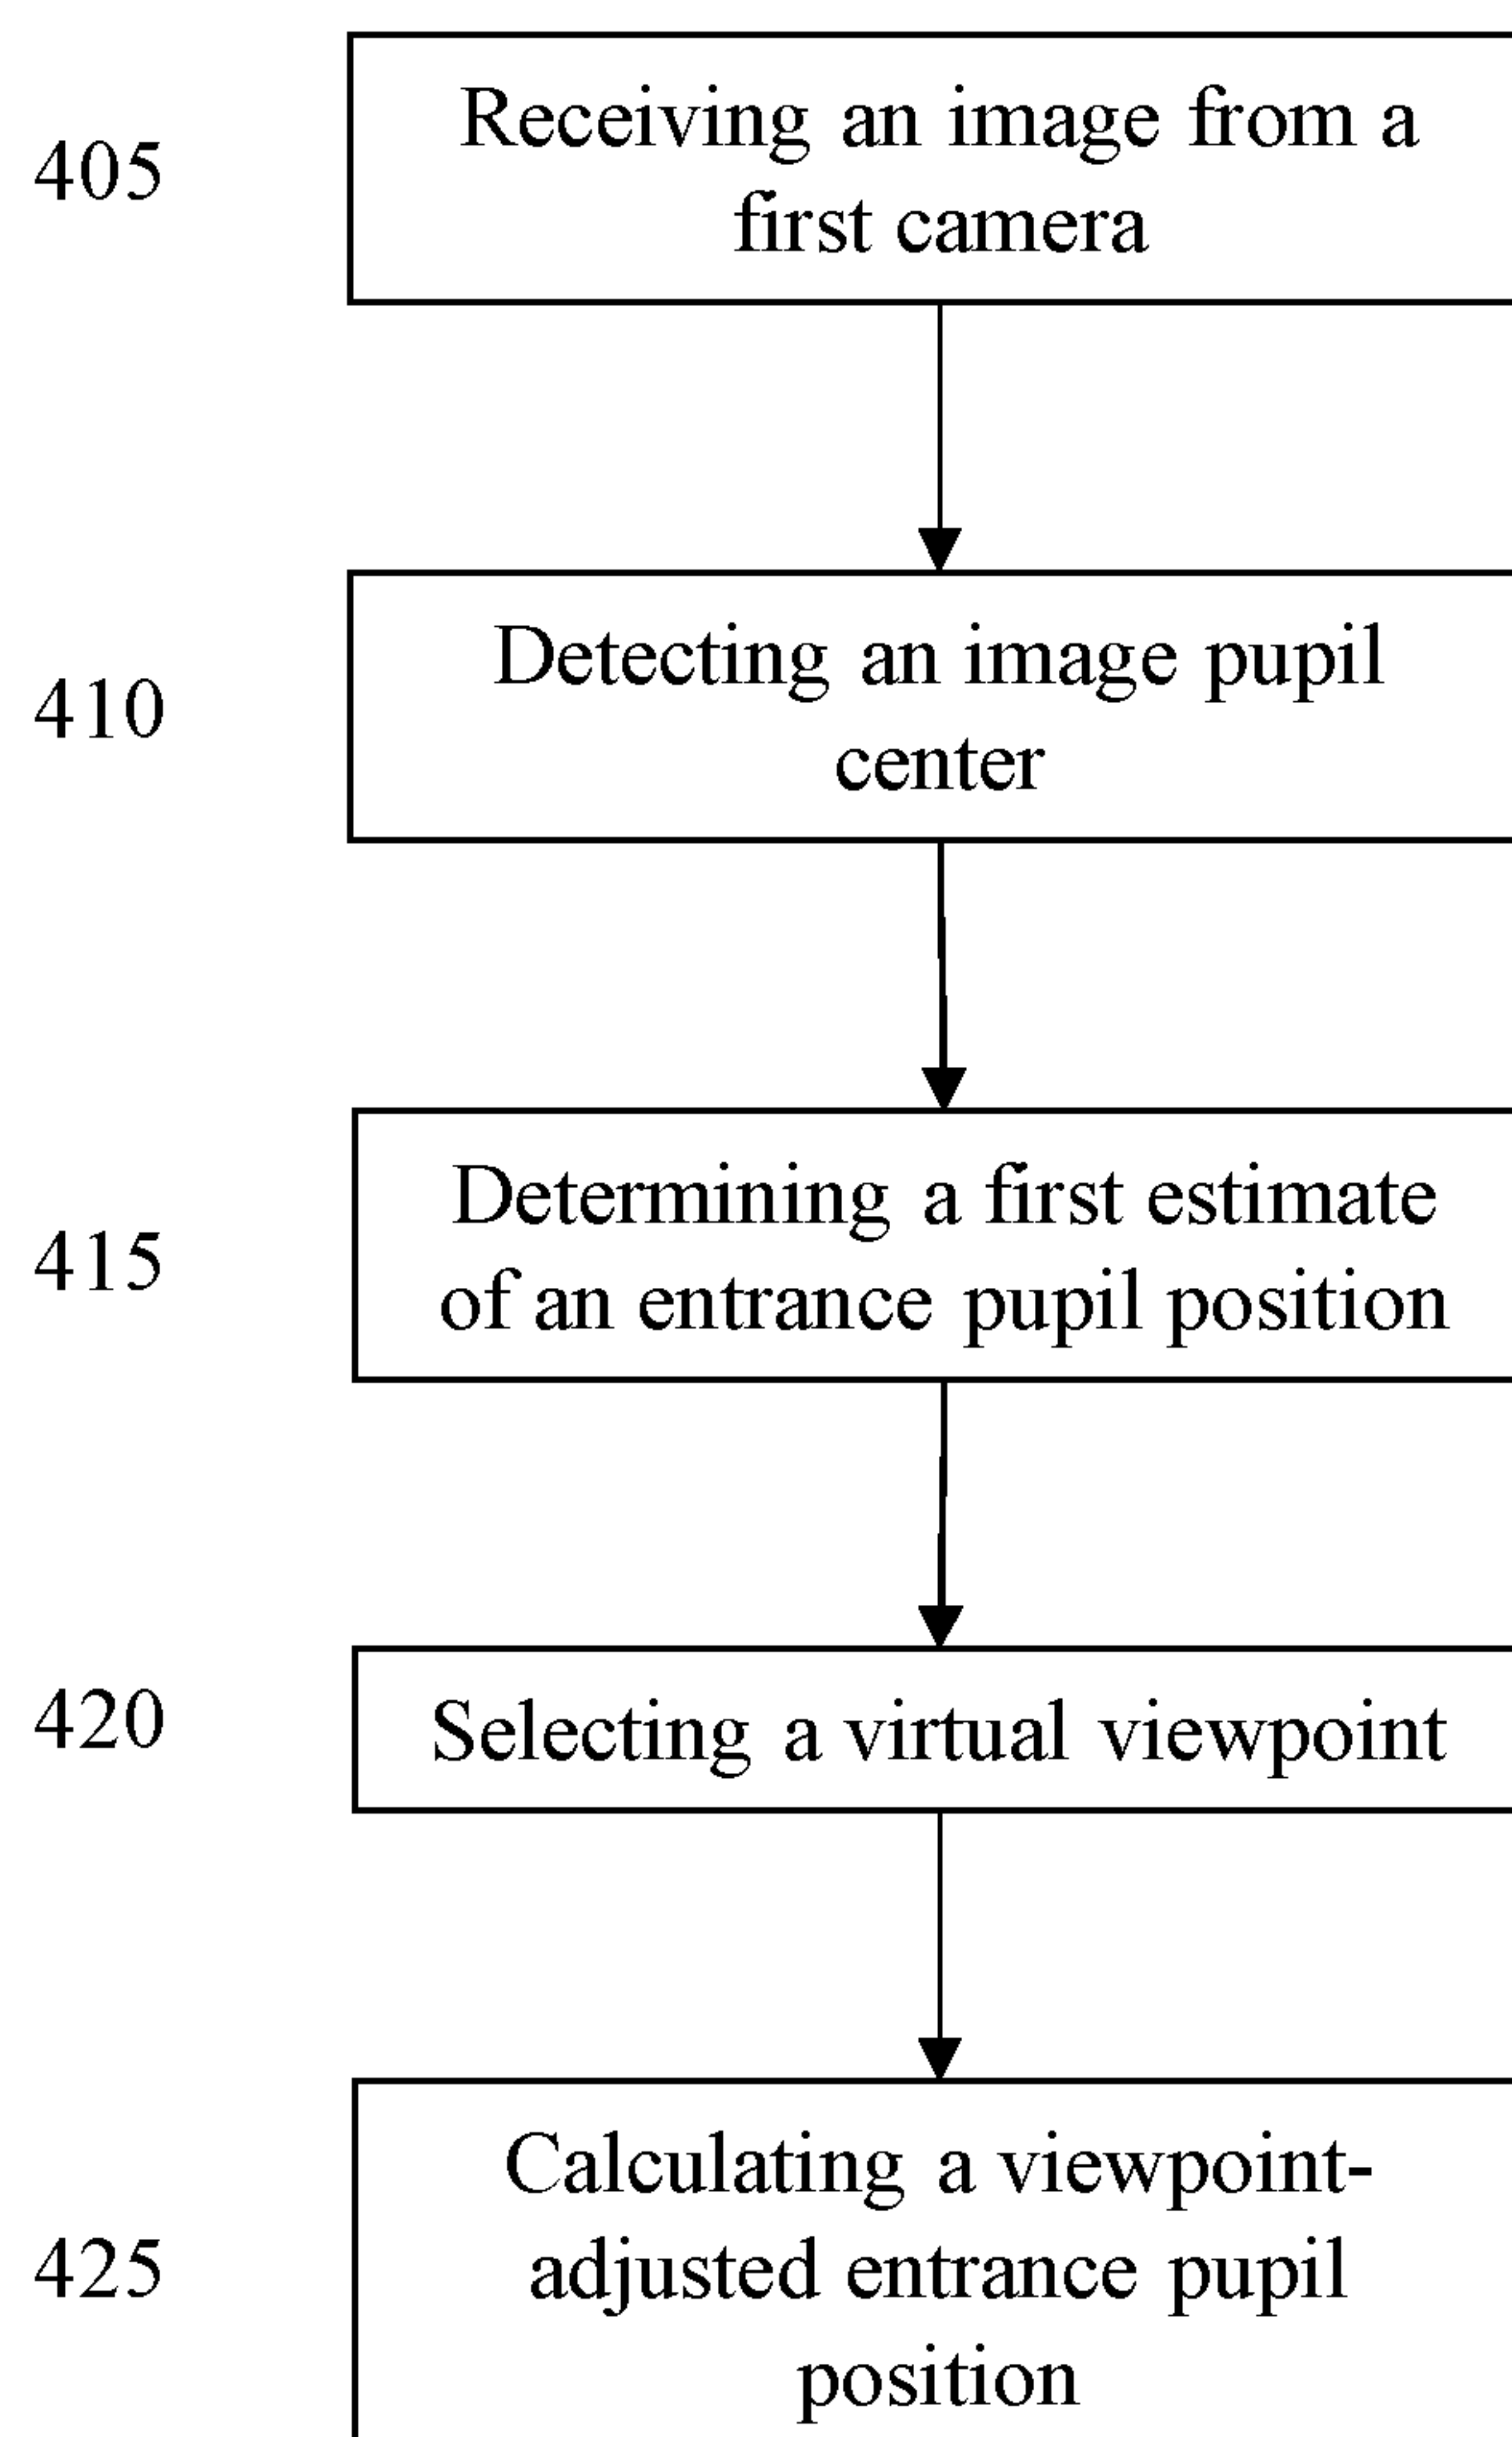 Receiving an image from a
405
first camera
Detecting an image pupil
410
center
Determining a first estimate
415
of an entrance pupil position
420
Selecting a virtual viewpoint
Calculating a viewpoint-
425
adjusted entrance pupil
position